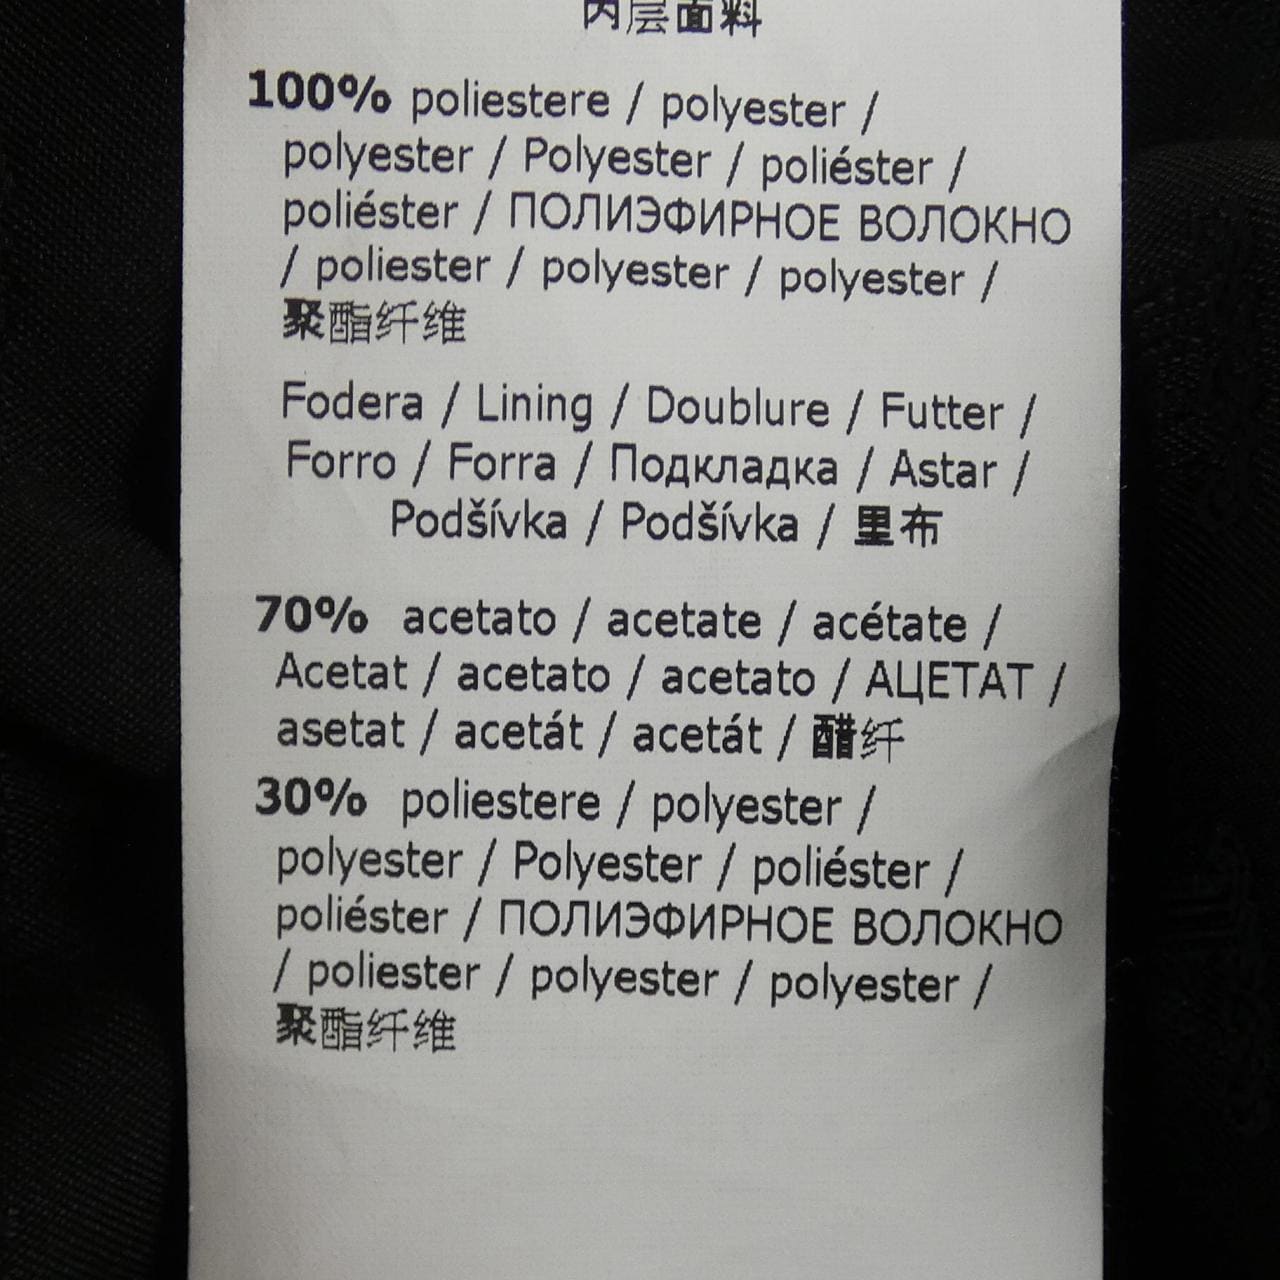 内层面料
100% poliestere / polyester /
polyester / Polyester / poliéster /
poliéster / ПОЛИЭФИРНОЕ ВОЛОКНО
/ poliester / polyester / polyester /
聚酯纤维
Fodera / Lining / Doublure / Futter /
Forro / Forra / Подкладка / Astar /
Podšívka / Podšívka / 里布
70% acetato / acetate / acétate /
Acetat / acetato / acetato / АЦЕТАТ /
asetat / acetát / acetát / 醋纤
30% poliestere / polyester /
polyester / Polyester / poliéster /
poliéster / ПОЛИЭФИРНОЕ ВОЛОКНО
/ poliester / polyester / polyester /
聚酯纤维